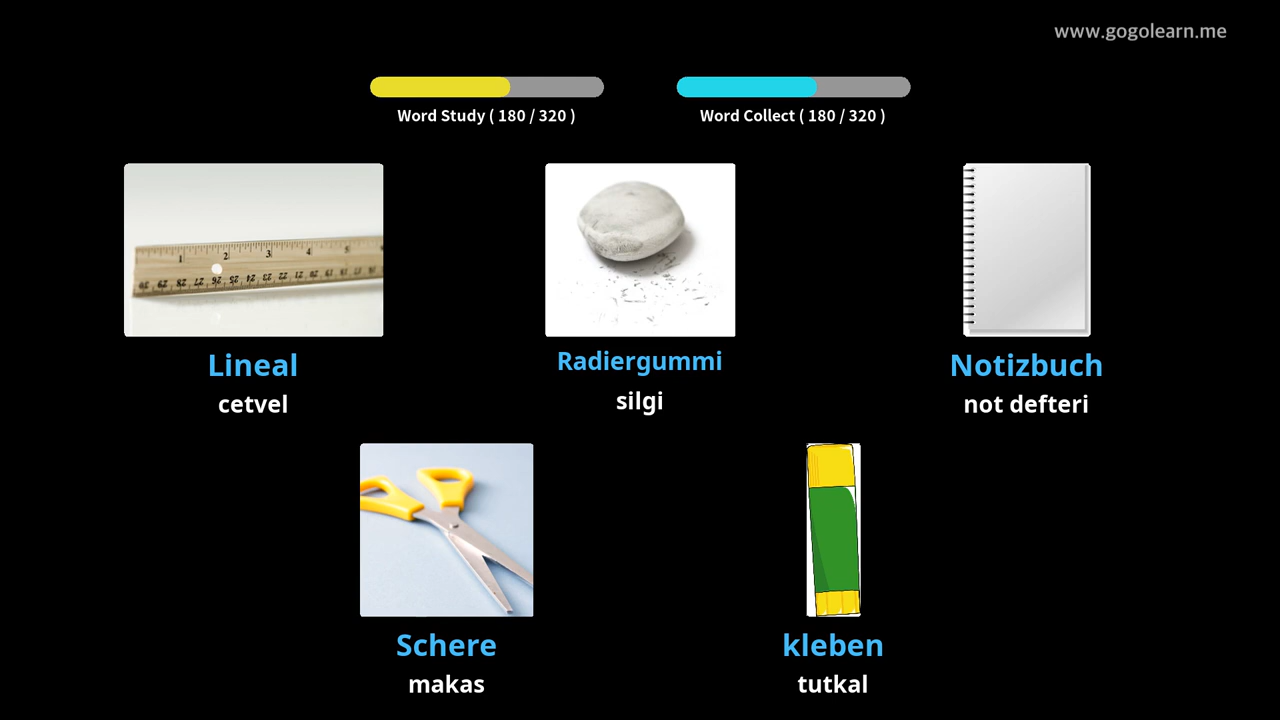 www.gogolearn.me
Word Study ( 180 / 320 )
Word Collect ( 180 / 320 )
Lineal
cetvel
Radiergummi
silgi
Notizbuch
not defteri
Schere
makas
kleben
tutkal